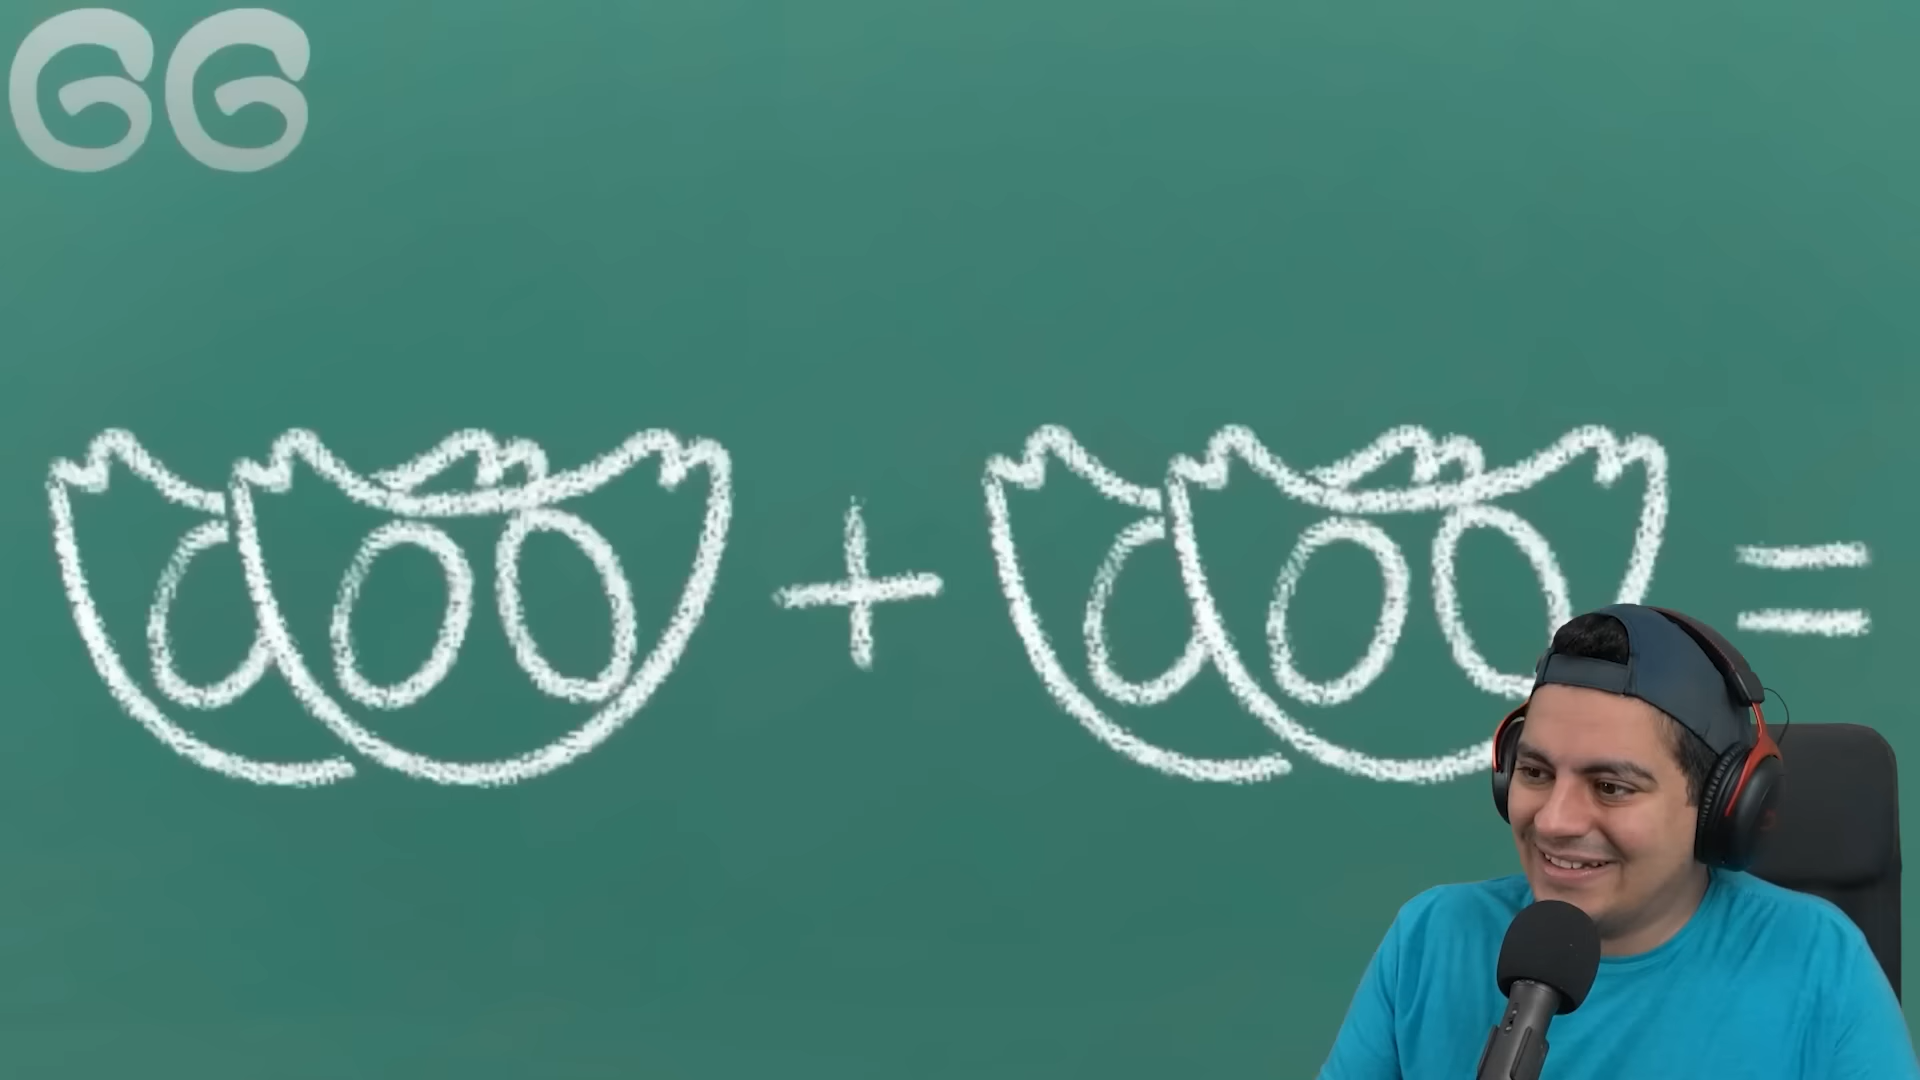 GG
+ =